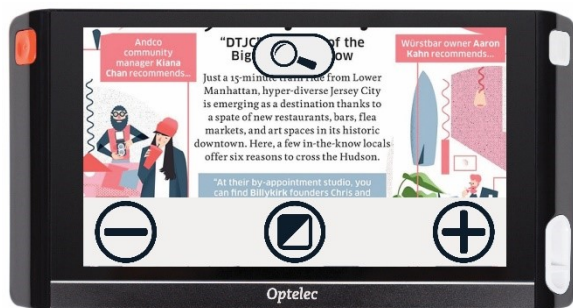 Andco
community
manager Kiana
Chan recommends...
"DTJC" of the
Big ow
Würstbar owner Aaron
Kahn recommends...
Just a 15-minute train ride from Lower
Manhattan, hyper-diverse Jersey City
is emerging as a destination thanks to
a spate of new restaurants, bars, flea
markets, and art spaces in its historic
downtown. Here, a few in-the-know locals
offer six reasons to cross the Hudson.
"At their by-appointment studio, you
can find Billykirk founders Chris and
Optelec